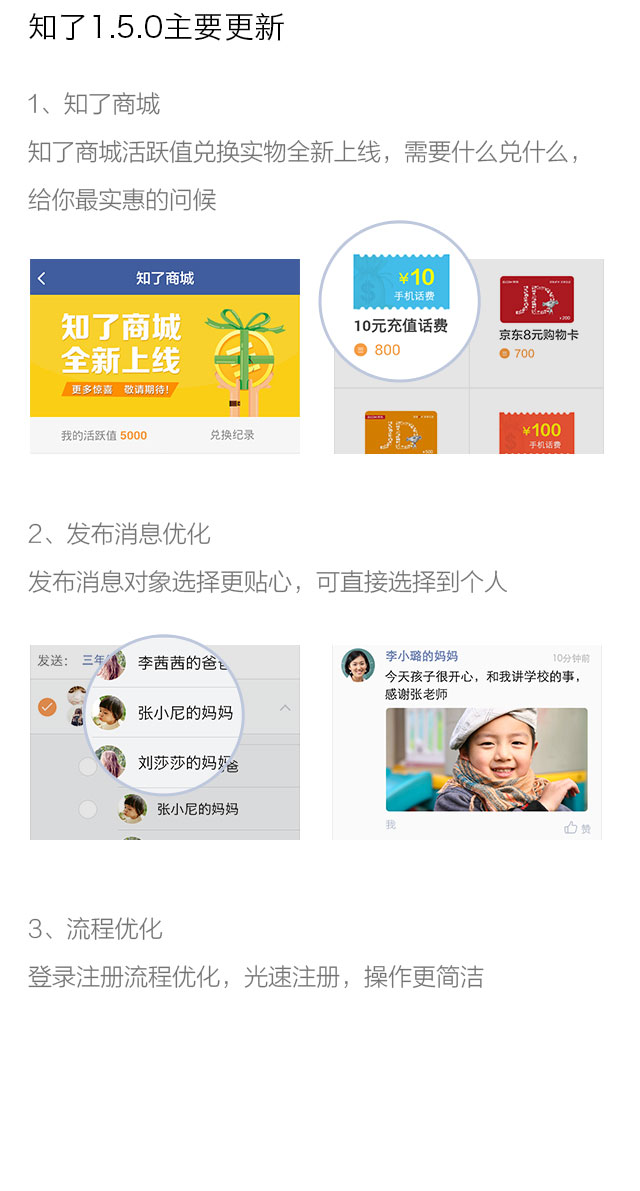 知了1.5.0主要更新
1、知了商城
知了商城活跃值兑换实物全新上线，需要什么兑什么，
给你最实惠的问候
知了商城
知了商城
全新上线
更多惊喜 敬请期待!
我的活跃值 5000
兑换纪录
¥10
手机话费
10元充值话费
800
JD
京东8元购物卡
700
JD
¥100
手机话费
2、发布消息优化
发布消息对象选择更贴心，可直接选择到个人
发送: 三年
李茜茜的爸爸
张小尼的妈妈
刘莎莎的妈妈
爸
张小尼的妈妈
李小璐的妈妈
10分钟前
今天孩子很开心，和我讲学校的事，
感谢张老师
我
赞
3、流程优化
登录注册流程优化，光速注册，操作更简洁